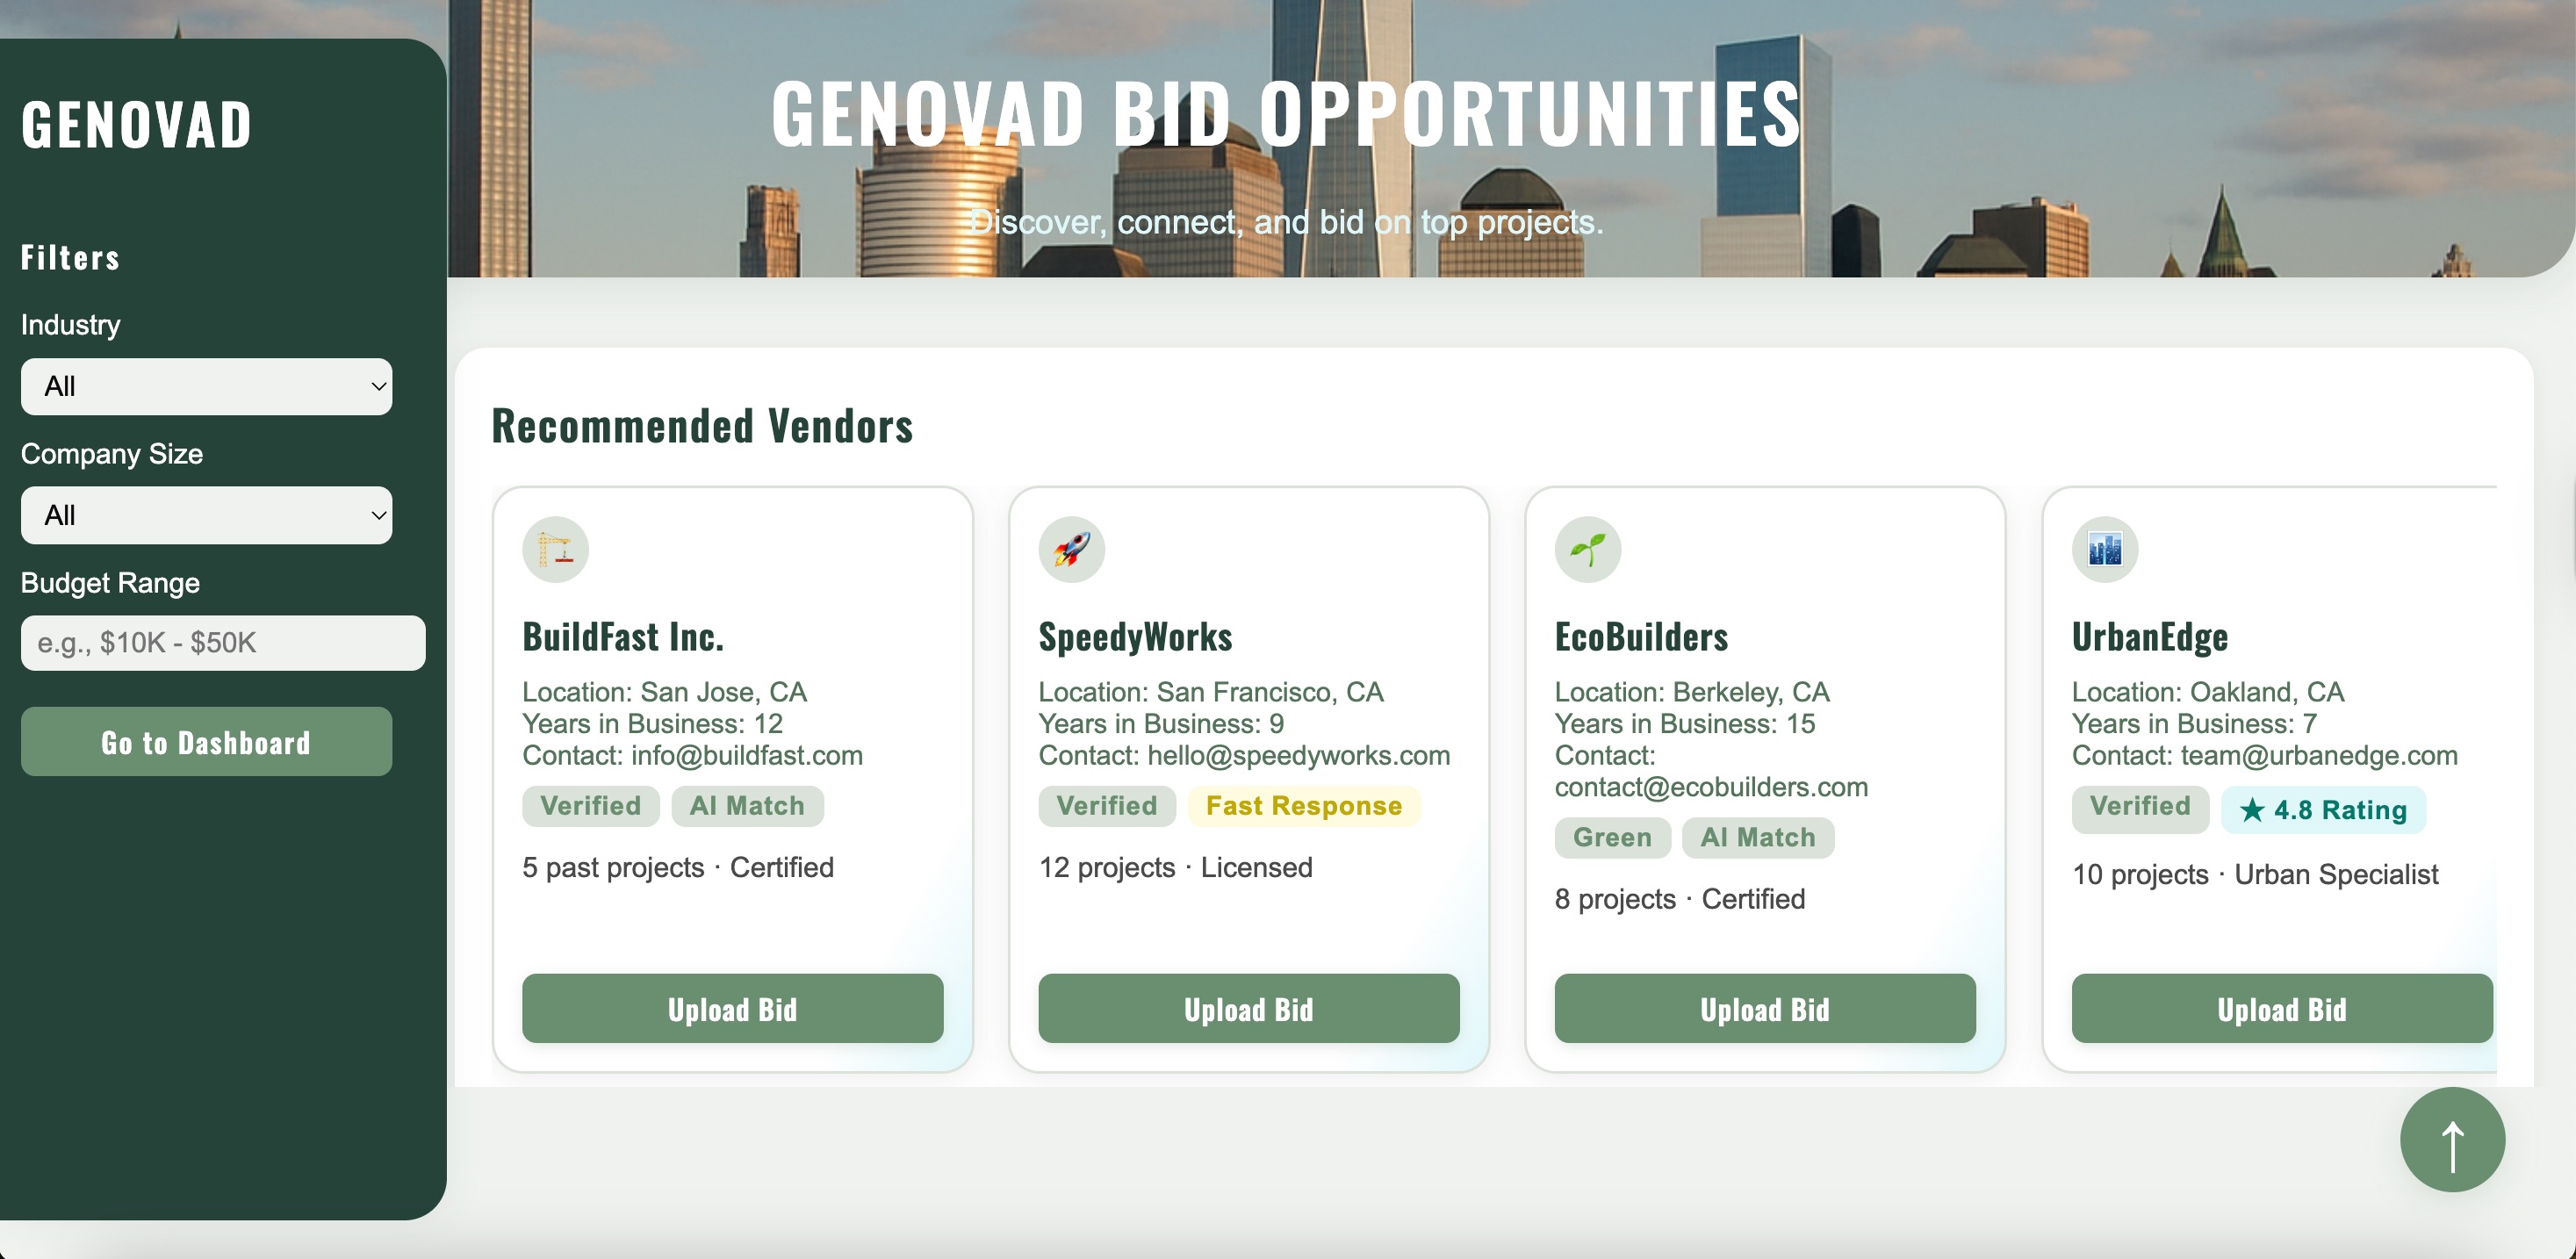 GENOVAD
Filters
Industry
All
Company Size
All
Budget Range
e.g., $10K - $50K
Go to Dashboard
GENOVAD BID OPPORTUNITIES
Discover, connect, and bid on top projects.
Recommended Vendors
BuildFast Inc.
Location: San Jose, CA
Years in Business: 12
Contact: info@buildfast.com
Verified AI Match
5 past projects · Certified
Upload Bid
SpeedyWorks
Location: San Francisco, CA
Years in Business: 9
Contact: hello@speedyworks.com
Verified Fast Response
12 projects · Licensed
Upload Bid
EcoBuilders
Location: Berkeley, CA
Years in Business: 15
Contact:
contact@ecobuilders.com
Green AI Match
8 projects · Certified
Upload Bid
UrbanEdge
Location: Oakland, CA
Years in Business: 7
Contact: team@urbanedge.com
Verified ★ 4.8 Rating
10 projects · Urban Specialist
Upload Bid
↑